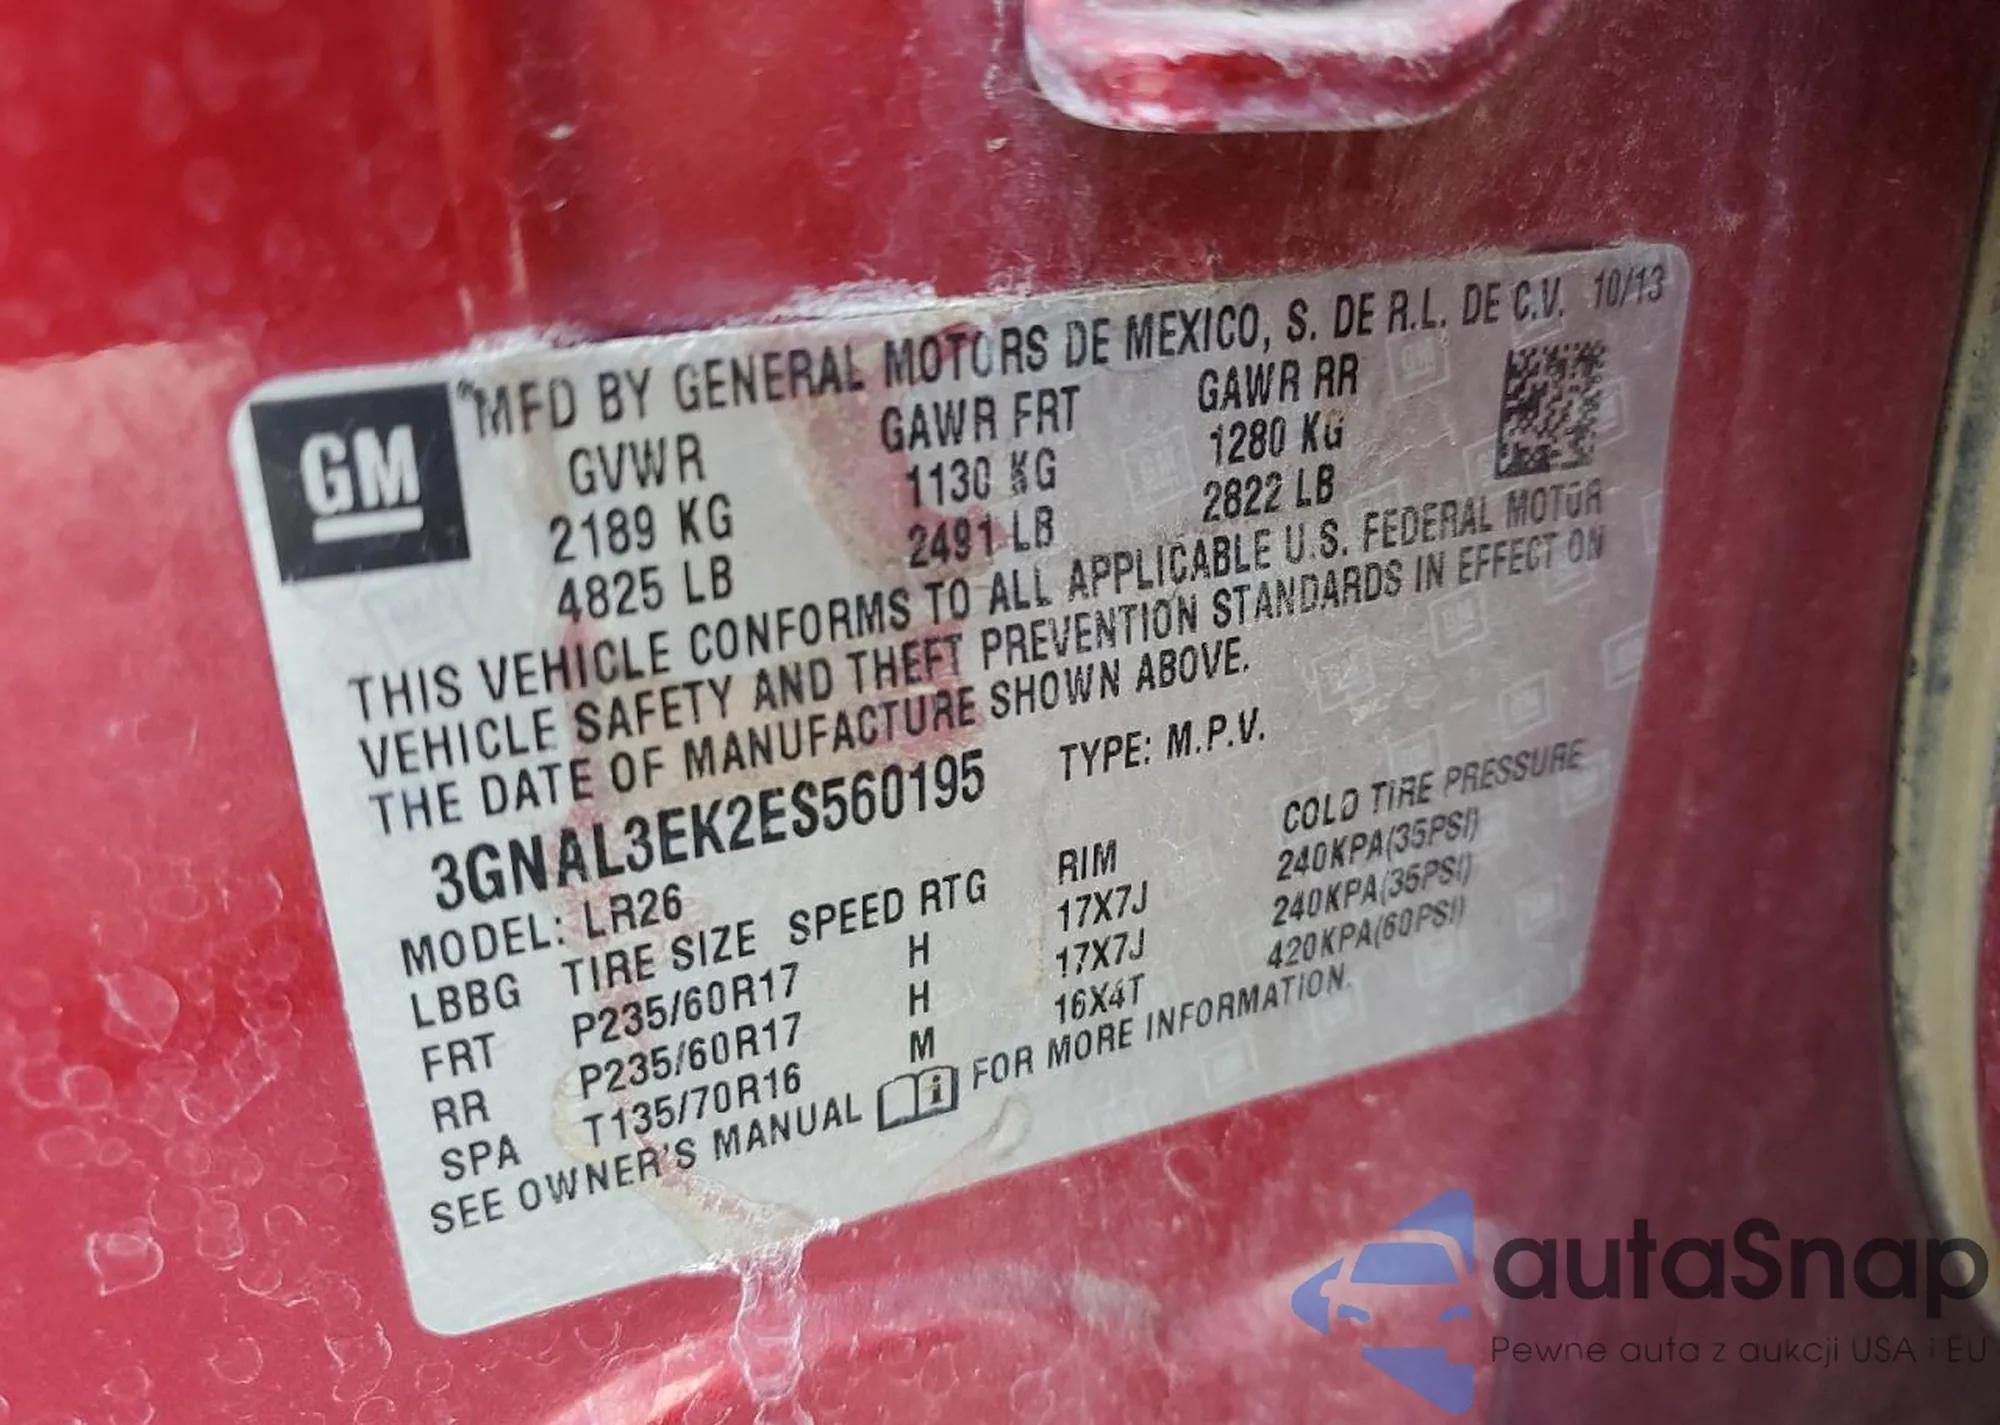 GM
MFD BY GENERAL MOTORS DE MEXICO, S. DE R.L. DE C.V. 10/13
GVWR GAWR FRT GAWR RR
2189 KG 1130 KG 1280 KG
4825 LB 2491 LB 2822 LB
THIS VEHICLE CONFORMS TO ALL APPLICABLE U.S. FEDERAL MOTOR
VEHICLE SAFETY AND THEFT PREVENTION STANDARDS IN EFFECT ON
THE DATE OF MANUFACTURE SHOWN ABOVE.
3GNAL3EK2ES560195 TYPE: M.P.V.
MODEL: LR26
LBBG TIRE SIZE SPEED RTG RIM COLD TIRE PRESSURE
FRT P235/60R17 H 17X7J 240KPA(35PSI)
RR P235/60R17 H 17X7J 240KPA(35PSI)
SPA T135/70R16 M 16X4T 420KPA(60PSI)
SEE OWNER'S MANUAL FOR MORE INFORMATION.
autaSnap
Pewne auta z aukcji USA i EU